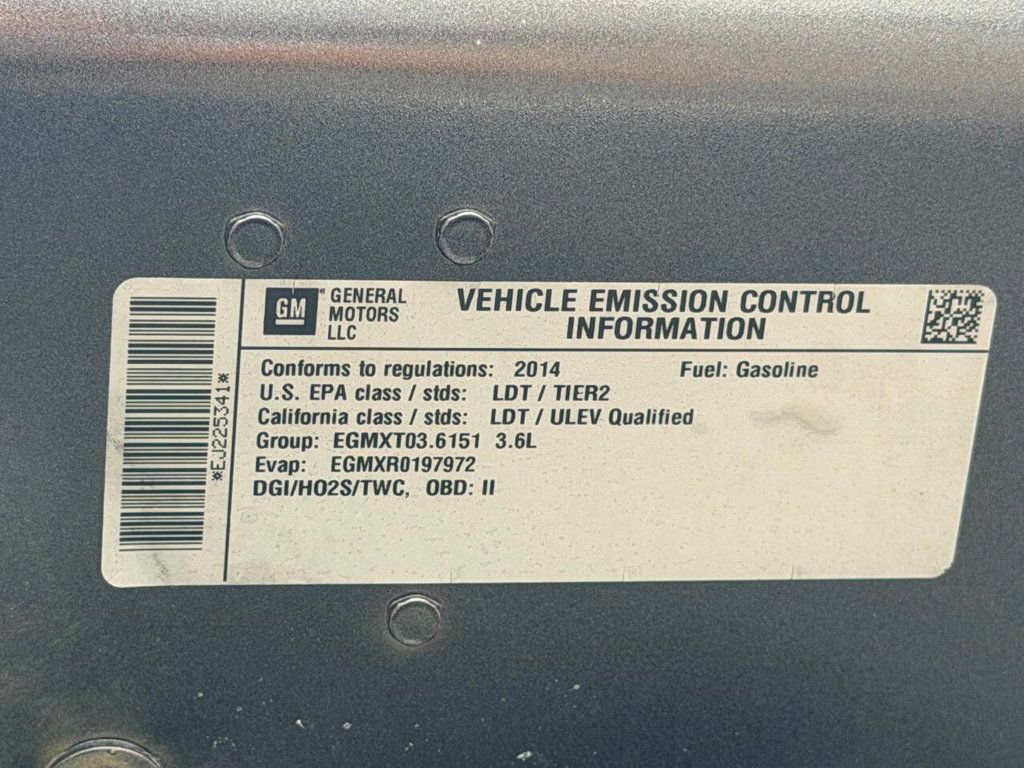 GM
GENERAL
MOTORS
LLC
VEHICLE EMISSION CONTROL
INFORMATION
*EJ225341*
Conforms to regulations: 2014 Fuel: Gasoline
U.S. EPA class / stds: LDT / TIER2
California class / stds: LDT / ULEV Qualified
Group: EGMXT03.6151 3.6L
Evap: EGMXR0197972
DGI/HO2S/TWC, OBD: II